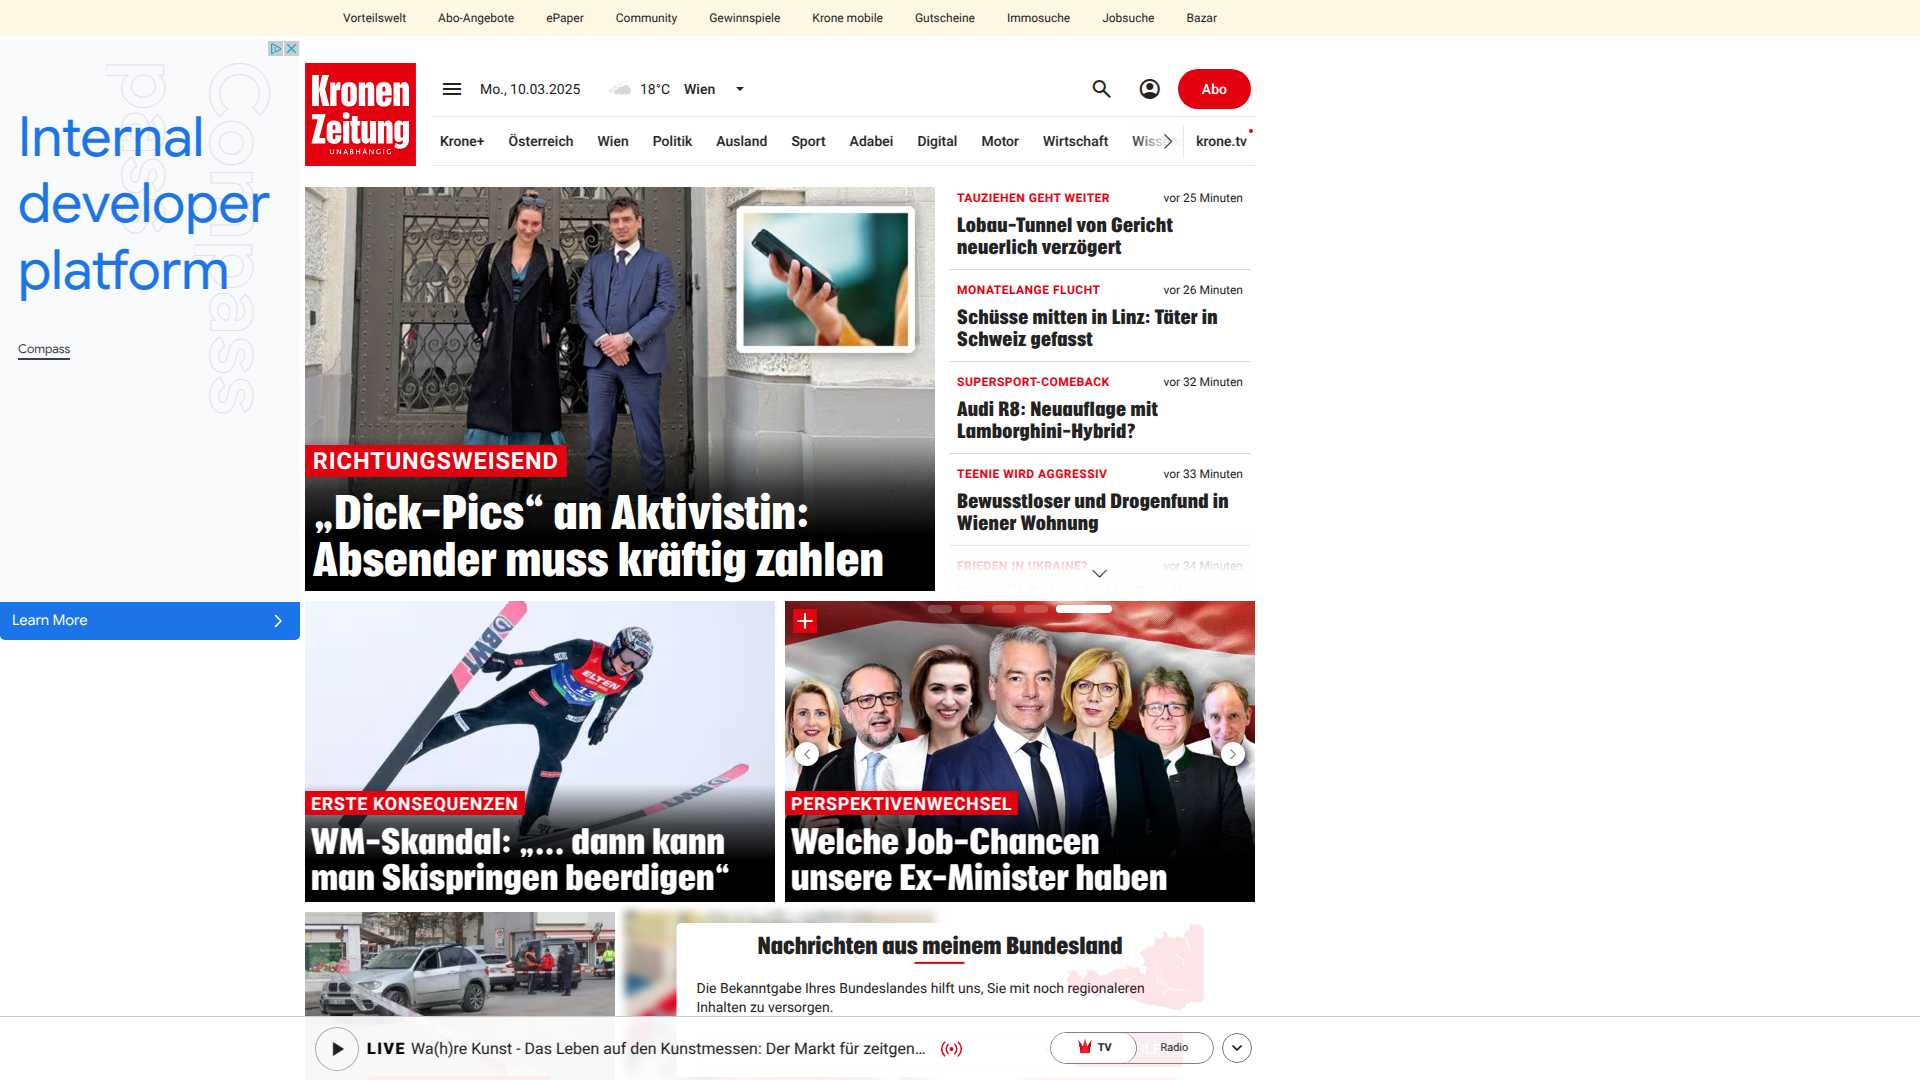 Vorteilswelt Abo-Angebote ePaper Community Gewinnspiele Krone mobile Gutscheine Immosuche Jobsuche Bazar
Compass
pass
Internal
developer
platform
Compass
Learn More
Kronen
Zeitung
UNABHÄNGIG
Mo., 10.03.2025 18°C Wien
Abo
Krone+ Österreich Wien Politik Ausland Sport Adabei Digital Motor Wirtschaft krone.tv
RICHTUNGSWEISEND
„Dick-Pics“ an Aktivistin:
Absender muss kräftig zahlen
TAUZIEHEN GEHT WEITER vor 25 Minuten
Lobau-Tunnel von Gericht
neuerlich verzögert
MONATELANGE FLUCHT vor 26 Minuten
Schüsse mitten in Linz: Täter in
Schweiz gefasst
SUPERSPORT-COMEBACK vor 32 Minuten
Audi R8: Neuauflage mit
Lamborghini-Hybrid?
TEENIE WIRD AGGRESSIV vor 33 Minuten
Bewusstloser und Drogenfund in
Wiener Wohnung
FRIEDEN IN UKRAINE? vor 34 Minuten
BWT
ELTEN
BWT
ERSTE KONSEQUENZEN
WM-Skandal: „... dann kann
man Skispringen beerdigen“
PERSPEKTIVENWECHSEL
Welche Job-Chancen
unsere Ex-Minister haben
Nachrichten aus meinem Bundesland
Die Bekanntgabe Ihres Bundeslandes hilft uns, Sie mit noch regionaleren
Inhalten zu versorgen.
LIVE Wa(h)re Kunst - Das Leben auf den Kunstmessen: Der Markt für zeitgen...
TV Radio